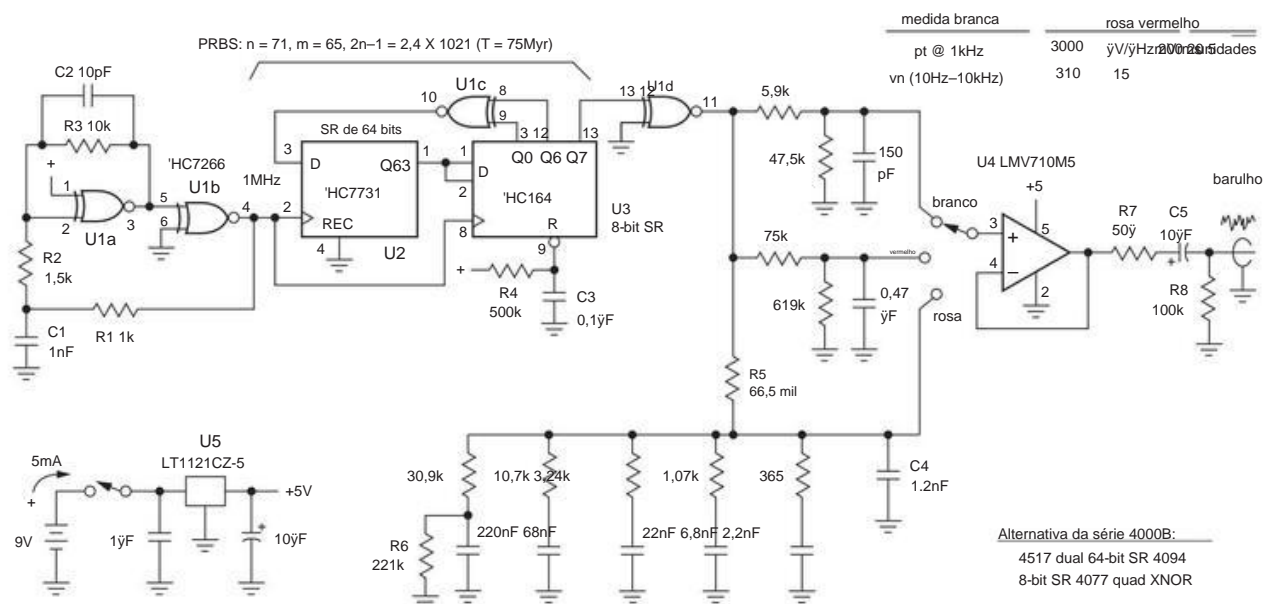 medida branca rosa vermelho
pt @ 1kHz 3000 ÿV/ÿHz
vn (10Hz–10kHz) 310 15
PRBS: n = 71, m = 65, 2n–1 = 2,4 X 1021 (T = 75Myr)
C2 10pF
R3 10k
+
1
2
3
U1a
'HC7266
U1b
5
6
4
1MHz
R2
1,5k
R1 1k
C1
1nF
10
U1c
8
9
SR de 64 bits
3
D
Q63
1
'HC7731
2
REC
4
U2
3 12
13
Q0 Q6 Q7
1
D
2
'HC164
8
R
9
U3
8-bit SR
+
R4
500k
C3
0,1ÿF
13 12
U1d
11
5,9k
47,5k
150
pF
75k
619k
0,47
ÿF
branco
vermelho
rosa
U4 LMV710M5
+5
3
+
5
4
–
2
R7
50ÿ
C5
10ÿF
+
barulho
R8
100k
R5
66,5 mil
30,9k
10,7k 3,24k
1,07k
365
C4
1.2nF
R6
221k
220nF 68nF
22nF 6,8nF 2,2nF
U5
LT1121CZ-5
5mA
+
9V
1ÿF
+5V
+
10ÿF
Alternativa da série 4000B:
4517 dual 64-bit SR 4094
8-bit SR 4077 quad XNOR